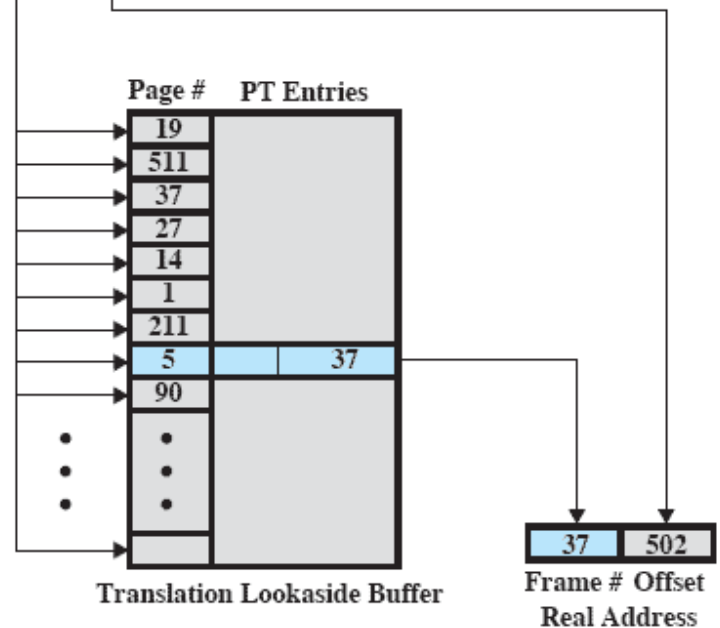 Page # PT Entries
19
511
37
27
14
1
211
5 37
90
37 502
Translation Lookaside Buffer
Frame # Offset
Real Address